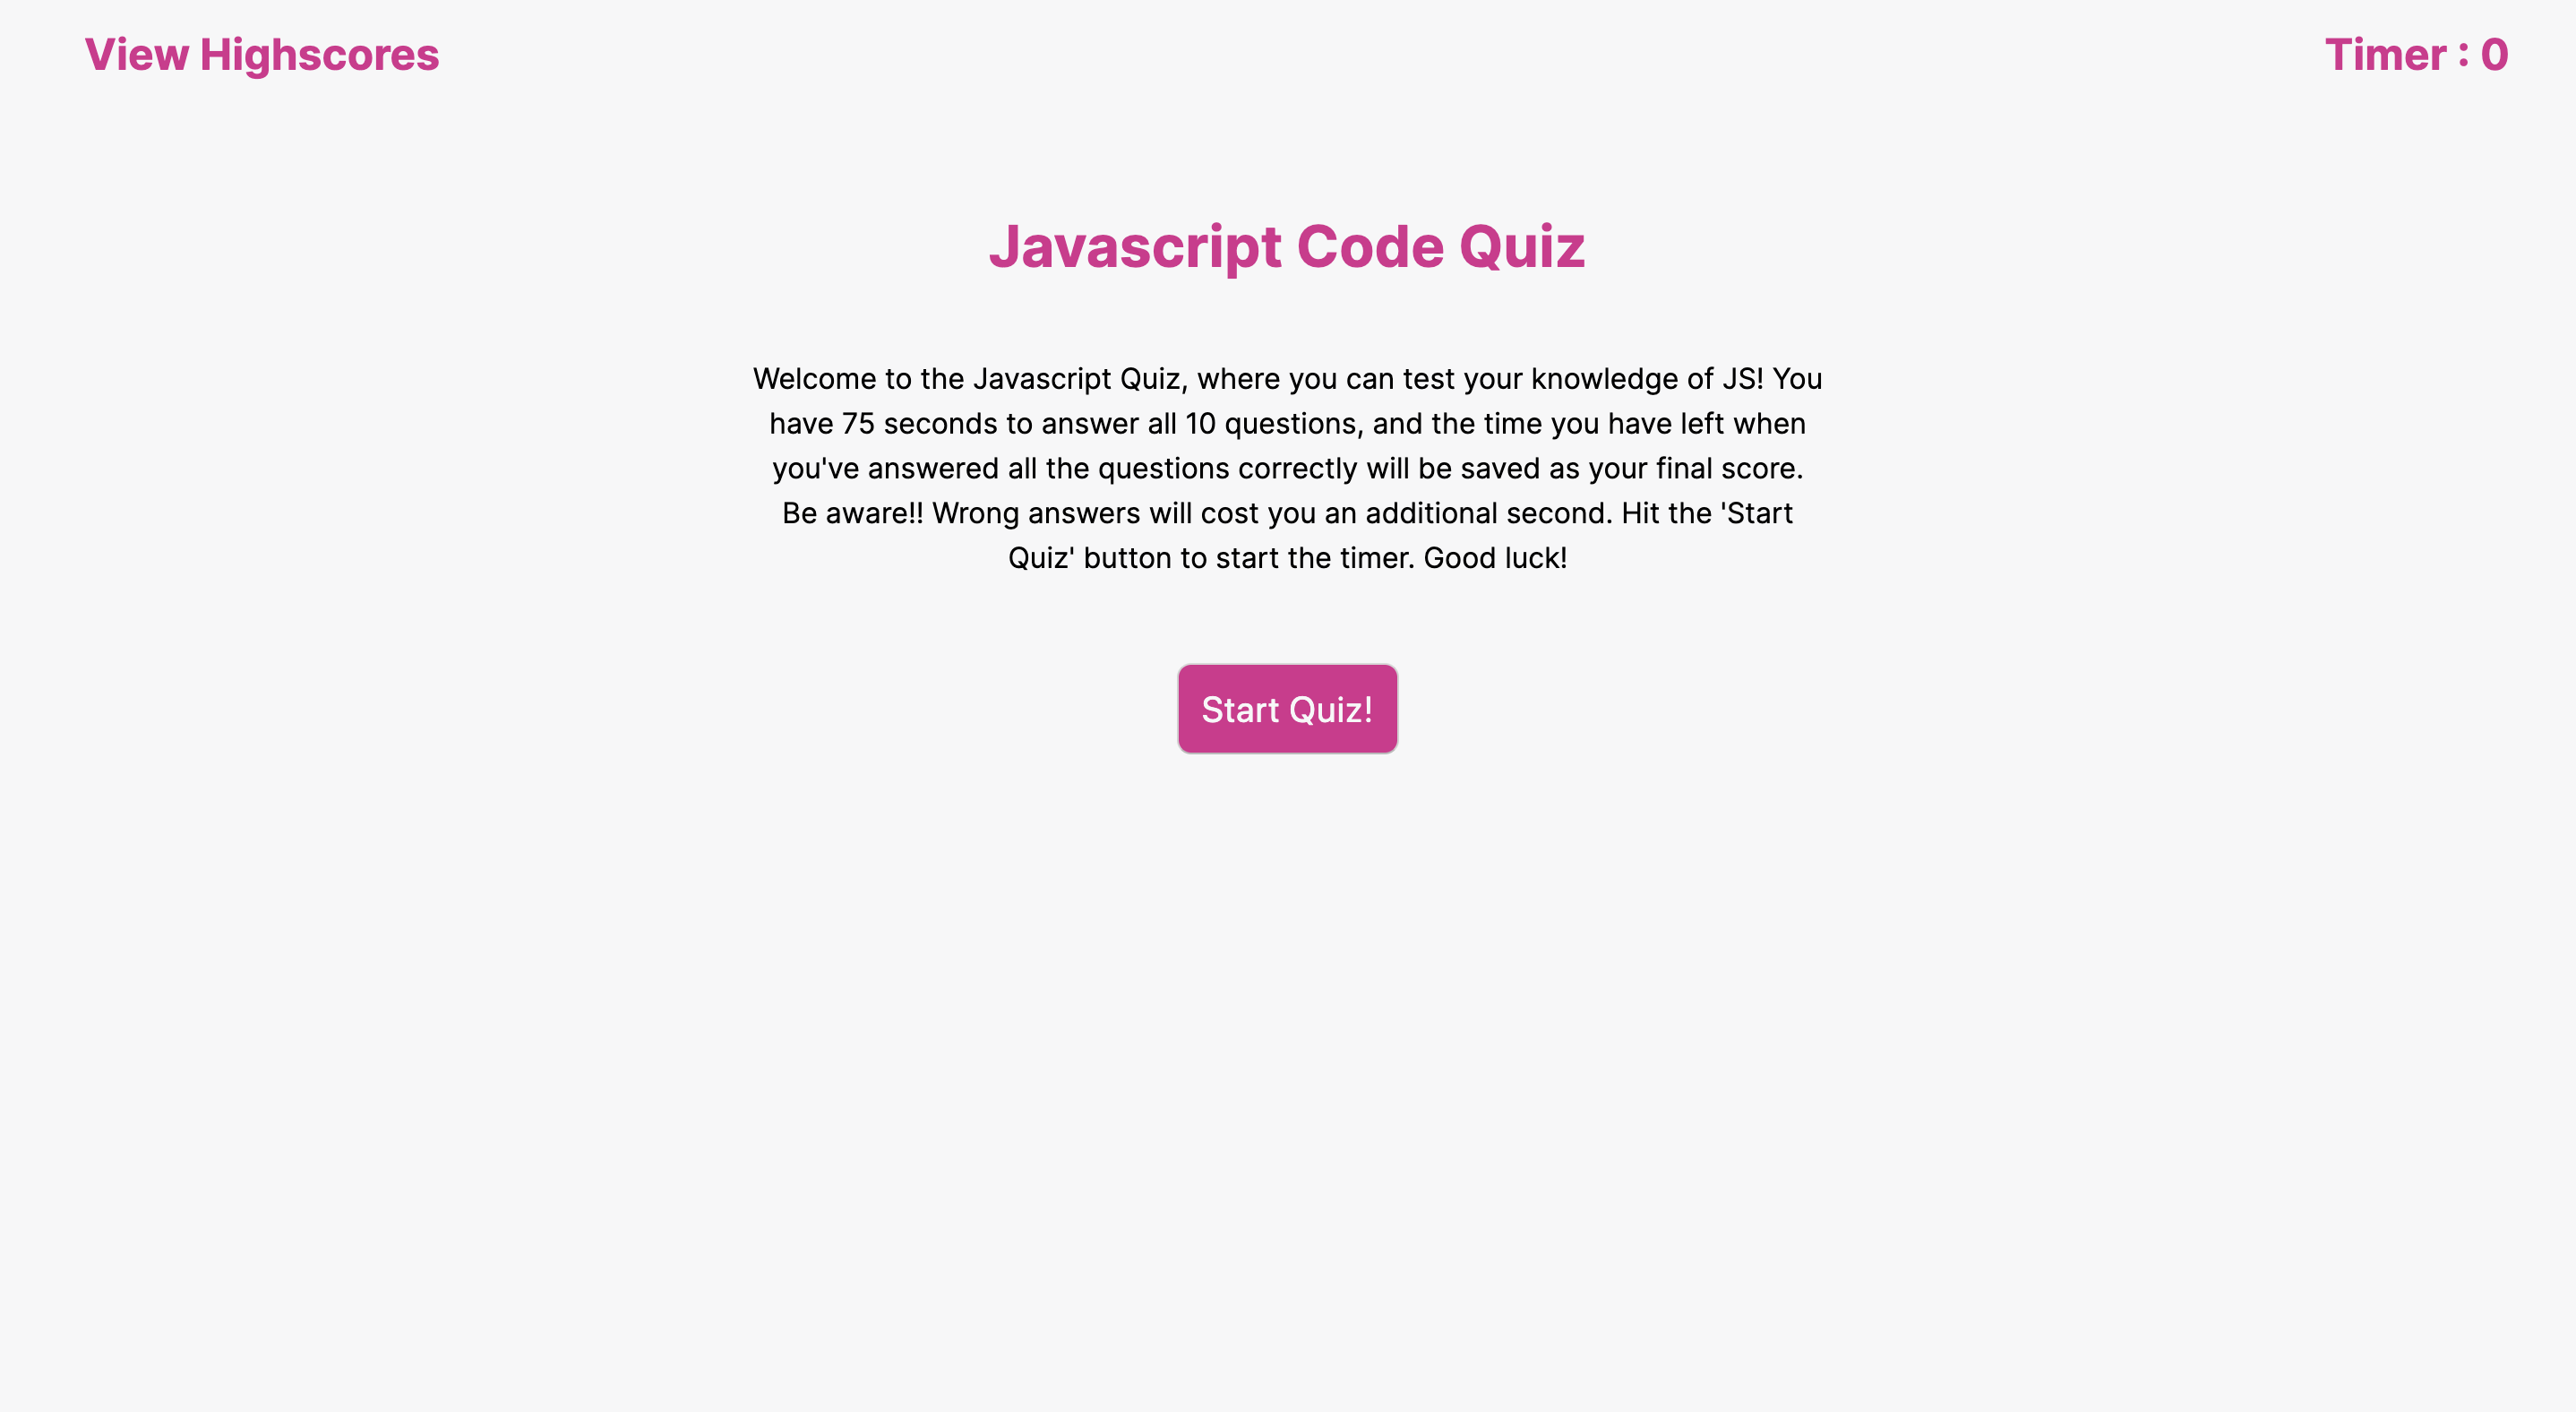 View Highscores
Timer : 0
Javascript Code Quiz
Welcome to the Javascript Quiz, where you can test your knowledge of JS! You
have 75 seconds to answer all 10 questions, and the time you have left when
you've answered all the questions correctly will be saved as your final score.
Be aware!! Wrong answers will cost you an additional second. Hit the 'Start
Quiz' button to start the timer. Good luck!
Start Quiz!